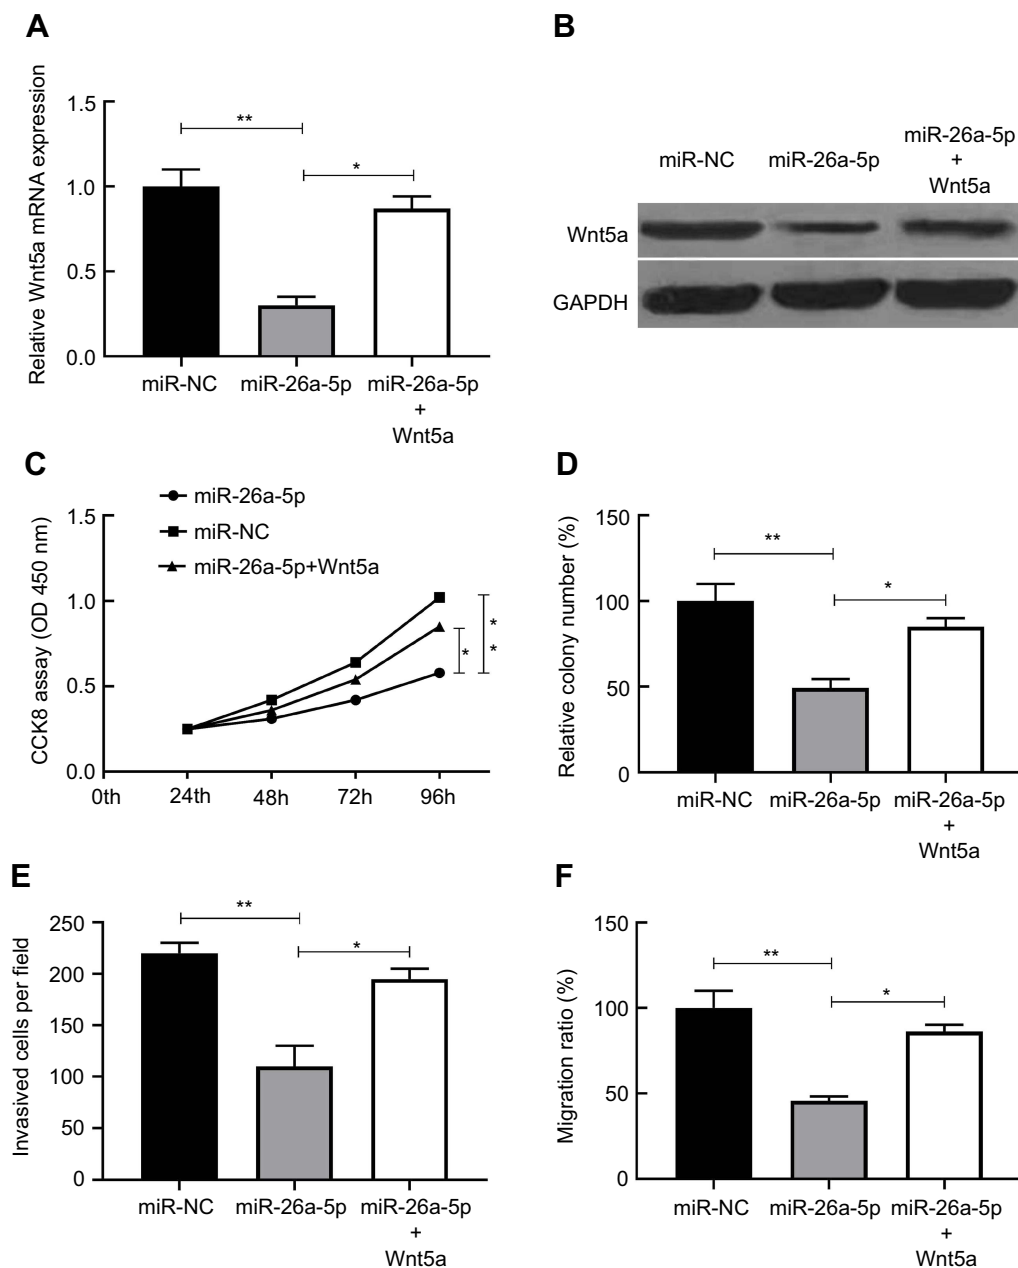 A
Relative Wnt5a mRNA expression
1.5
1.0
0.5
0.0
**
*
miR-NC
miR-26a-5p
miR-26a-5p
+
Wnt5a
B
miR-NC
miR-26a-5p
miR-26a-5p
+
Wnt5a
Wnt5a
GAPDH
C
miR-26a-5p
miR-NC
miR-26a-5p+Wnt5a
CCK8 assay (OD 450 nm)
1.5
1.0
0.5
0.0
0th
24th
48h
72h
96h
*
**
D
Relative colony number (%)
150
100
50
0
**
*
miR-NC
miR-26a-5p
miR-26a-5p
+
Wnt5a
E
Invasived cells per field
250
200
150
100
50
0
**
*
miR-NC
miR-26a-5p
miR-26a-5p
+
Wnt5a
F
Migration ratio (%)
150
100
50
0
**
*
miR-NC
miR-26a-5p
miR-26a-5p
+
Wnt5a